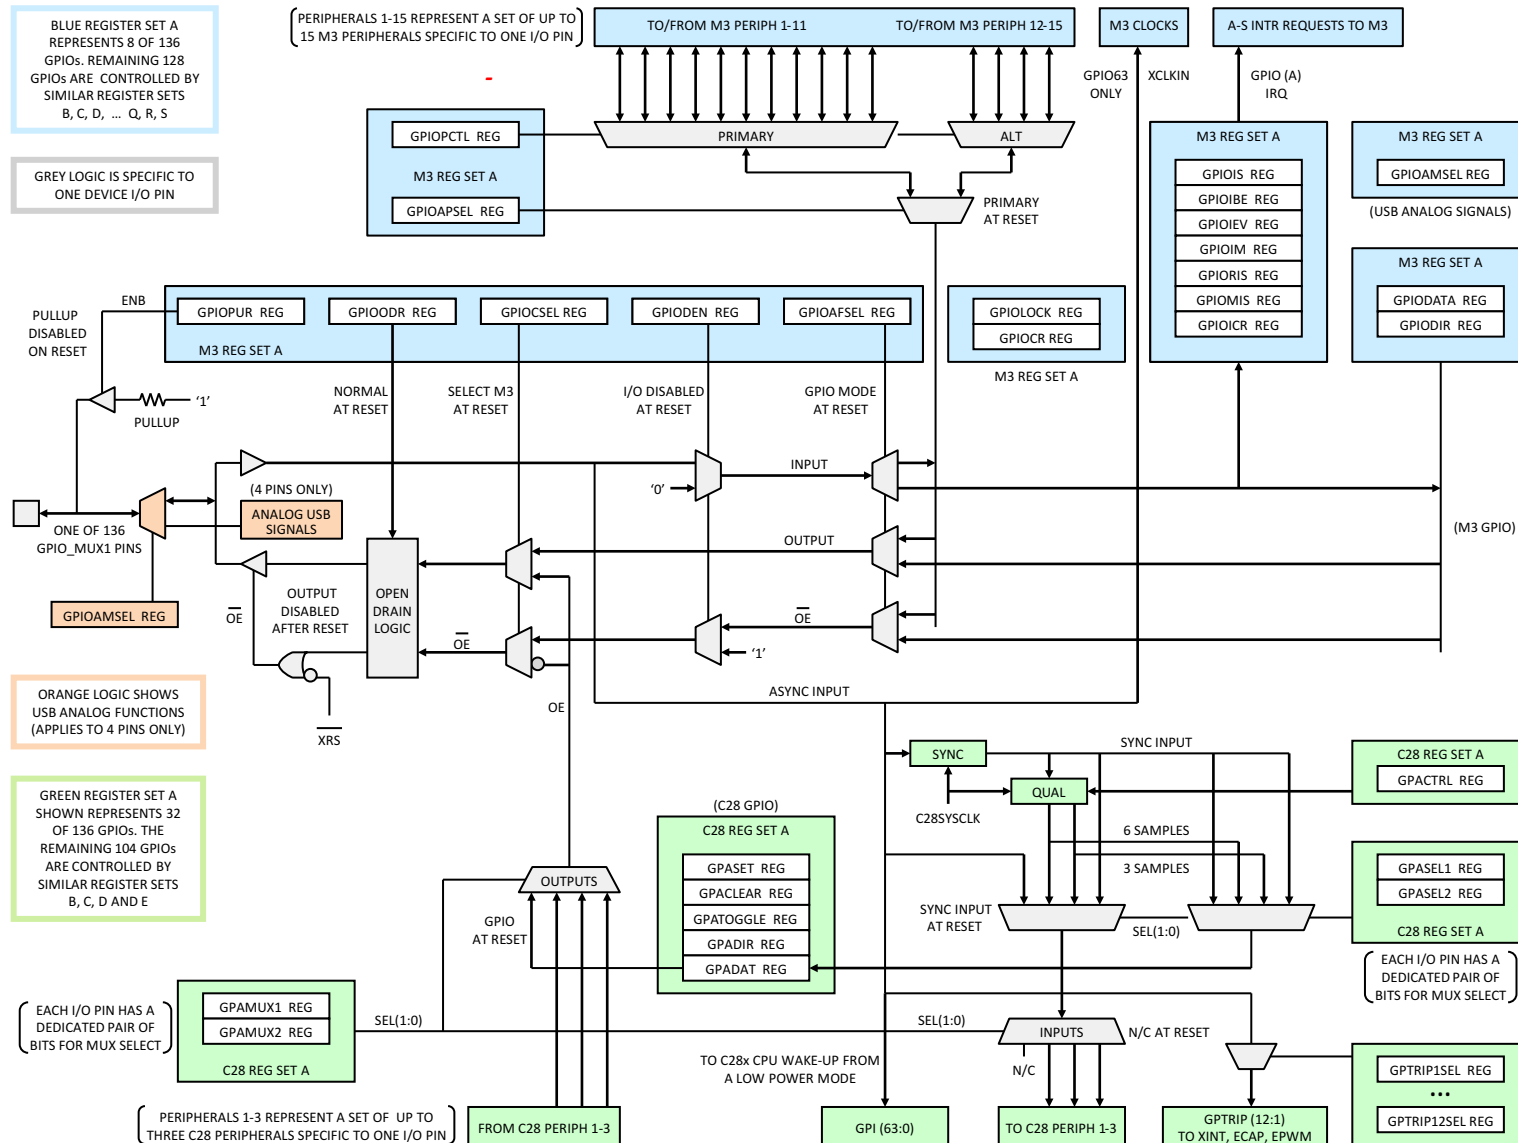 BLUE REGISTER SET A
REPRESENTS 8 OF 136
GPIOs. REMAINING 128
GPIOs ARE CONTROLLED BY
SIMILAR REGISTER SETS
B, C, D, … Q, R, S
GREY LOGIC IS SPECIFIC TO
ONE DEVICE I/O PIN
PERIPHERALS 1-15 REPRESENT A SET OF UP TO
15 M3 PERIPHERALS SPECIFIC TO ONE I/O PIN
-
TO/FROM M3 PERIPH 1-11
TO/FROM M3 PERIPH 12-15
M3 CLOCKS
A-S INTR REQUESTS TO M3
GPIO63
ONLY
XCLKIN
GPIO (A)
IRQ
GPIOPCTL REG
M3 REG SET A
GPIOAPSEL REG
PRIMARY
ALT
PRIMARY
AT RESET
M3 REG SET A
GPIOIS REG
GPIOIBE REG
GPIOIEV REG
GPIOIM REG
GPIORIS REG
GPIOMIS REG
GPIOICR REG
M3 REG SET A
GPIOAMSEL REG
(USB ANALOG SIGNALS)
M3 REG SET A
GPIODATA REG
GPIODIR REG
ENB
PULLUP
DISABLED
ON RESET
GPIOPUR REG
GPIOODR REG
GPIOCSEL REG
GPIODEN REG
GPIOAFSEL REG
M3 REG SET A
GPIOLOCK REG
GPIOCR REG
M3 REG SET A
NORMAL
AT RESET
SELECT M3
AT RESET
I/O DISABLED
AT RESET
GPIO MODE
AT RESET
‘1’
PULLUP
INPUT
‘0’
(4 PINS ONLY)
ANALOG USB
SIGNALS
ONE OF 136
GPIO_MUX1 PINS
GPIOAMSEL REG
OUTPUT
(M3 GPIO)
OE
OUTPUT
DISABLED
AFTER RESET
OPEN
DRAIN
LOGIC
OE
OE
‘1’
XRS
OE
ASYNC INPUT
ORANGE LOGIC SHOWS
USB ANALOG FUNCTIONS
(APPLIES TO 4 PINS ONLY)
GREEN REGISTER SET A
SHOWN REPRESENTS 32
OF 136 GPIOs. THE
REMAINING 104 GPIOs
ARE CONTROLLED BY
SIMILAR REGISTER SETS
B, C, D AND E
SYNC
SYNC INPUT
QUAL
C28SYSCLK
C28 REG SET A
GPACTRL REG
6 SAMPLES
3 SAMPLES
(C28 GPIO)
C28 REG SET A
GPASET REG
GPACLEAR REG
GPATOGGLE REG
GPADIR REG
GPADAT REG
OUTPUTS
GPIO
AT RESET
SYNC INPUT
AT RESET
SEL(1:0)
GPASEL1 REG
GPASEL2 REG
C28 REG SET A
EACH I/O PIN HAS A
DEDICATED PAIR OF
BITS FOR MUX SELECT
EACH I/O PIN HAS A
DEDICATED PAIR OF
BITS FOR MUX SELECT
GPAMUX1 REG
GPAMUX2 REG
C28 REG SET A
SEL(1:0)
SEL(1:0)
INPUTS
N/C AT RESET
N/C
TO C28x CPU WAKE-UP FROM
A LOW POWER MODE
GPTRIP1SEL REG
…
GPTRIP12SEL REG
PERIPHERALS 1-3 REPRESENT A SET OF UP TO
THREE C28 PERIPHERALS SPECIFIC TO ONE I/O PIN
FROM C28 PERIPH 1-3
GPI (63:0)
TO C28 PERIPH 1-3
GPTRIP (12:1)
TO XINT, ECAP, EPWM